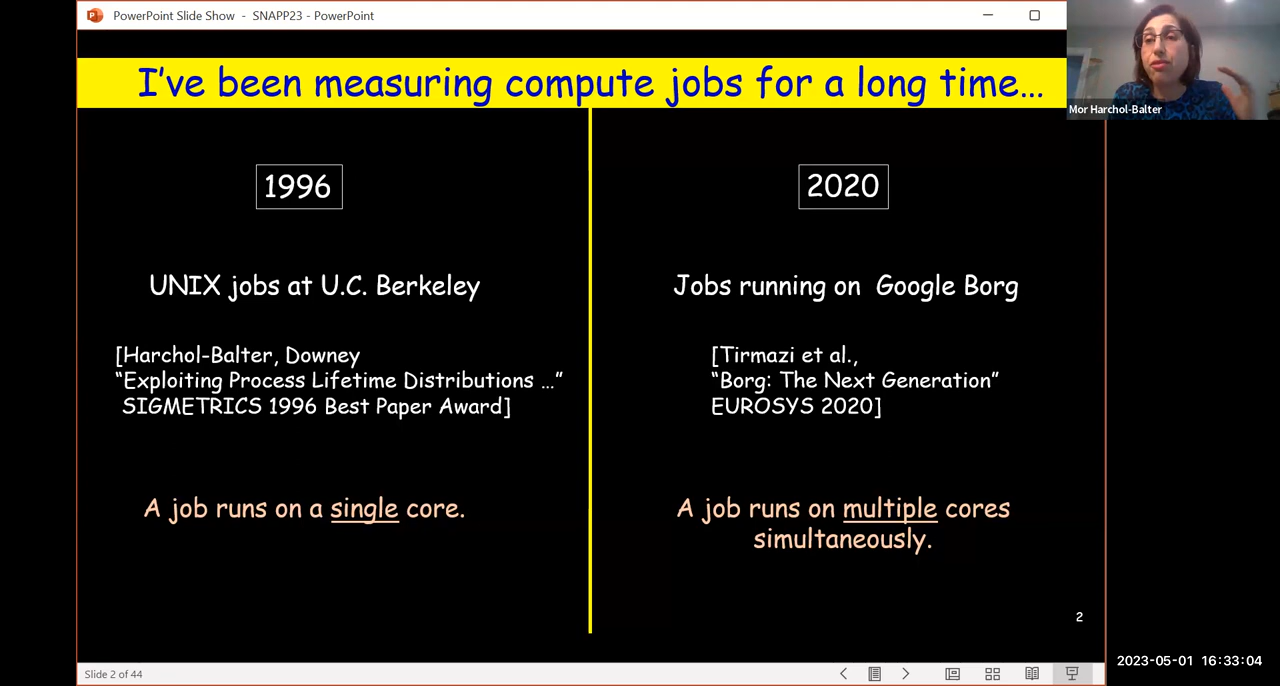 PowerPoint Slide Show - SNAPP23 - PowerPoint
I've been measuring compute jobs for a long time...
Mor Harchol-Balter
1996
UNIX jobs at U.C. Berkeley
[Harchol-Balter, Downey
“Exploiting Process Lifetime Distributions ...”
SIGMETRICS 1996 Best Paper Award]
A job runs on a single core.
2020
Jobs running on Google Borg
[Tirmazi et al.,
“Borg: The Next Generation”
EUROSYS 2020]
A job runs on multiple cores
simultaneously.
2
Slide 2 of 44
2023-05-01 16:33:04